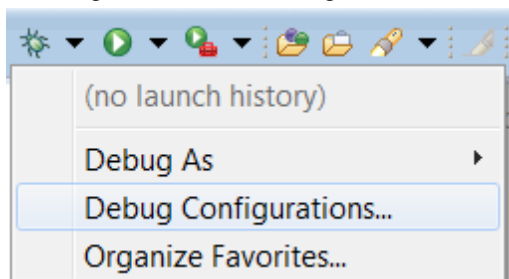 (no launch history)
Debug As
Debug Configurations...
Organize Favorites...